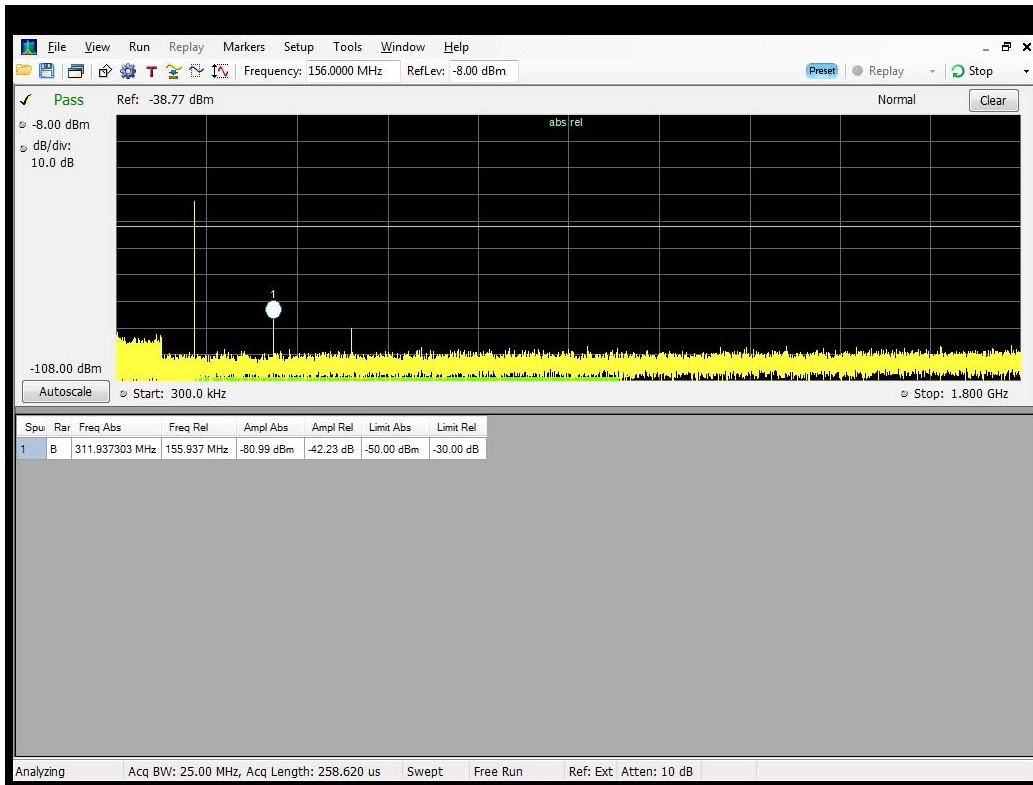 File View Run Replay Markers Setup Tools Window Help
T Frequency: 156.0000 MHz RefLev: -8.00 dBm Preset Replay Stop
Pass Ref: -38.77 dBm Normal Clear
-8.00 dBm
abs rel
dB/div:
10.0 dB
1
-108.00 dBm
Autoscale Start: 300.0 kHz Stop: 1.800 GHz
Spu Rar Freq Abs Freq Rel Ampl Abs Ampl Rel Limit Abs Limit Rel
1 B 311.937303 MHz 155.937 MHz -80.99 dBm -42.23 dB -50.00 dBm -30.00 dB
Analyzing Acq BW: 25.00 MHz, Acq Length: 258.620 us Swept Free Run Ref: Ext Atten: 10 dB